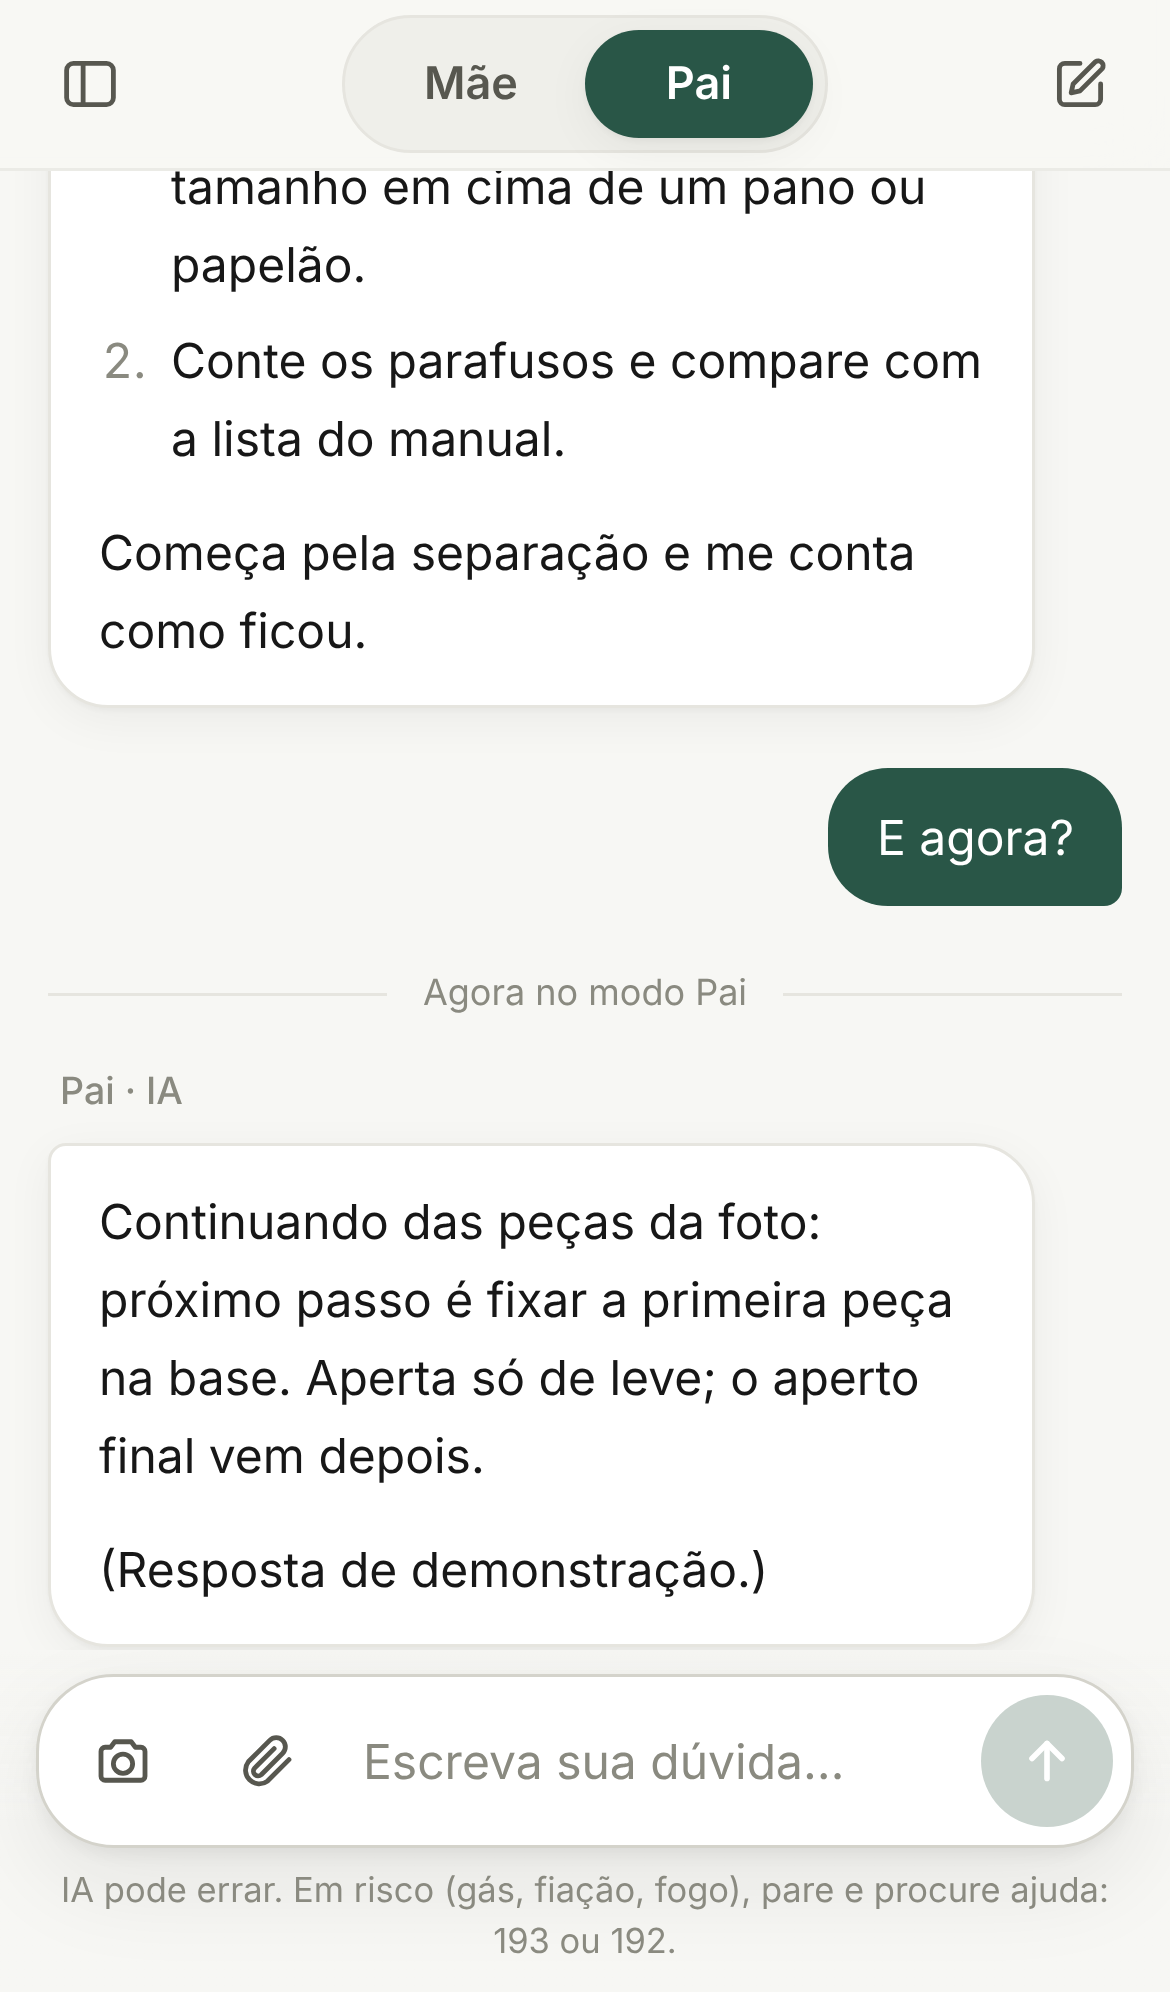 Mãe
Pai
tamanho em cima de um pano ou
papelão.
2. Conte os parafusos e compare com
a lista do manual.
Começa pela separação e me conta
como ficou.
E agora?
Agora no modo Pai
Pai · IA
Continuando das peças da foto:
próximo passo é fixar a primeira peça
na base. Aperta só de leve; o aperto
final vem depois.
(Resposta de demonstração.)
Escreva sua dúvida...
IA pode errar. Em risco (gás, fiação, fogo), pare e procure ajuda:
193 ou 192.